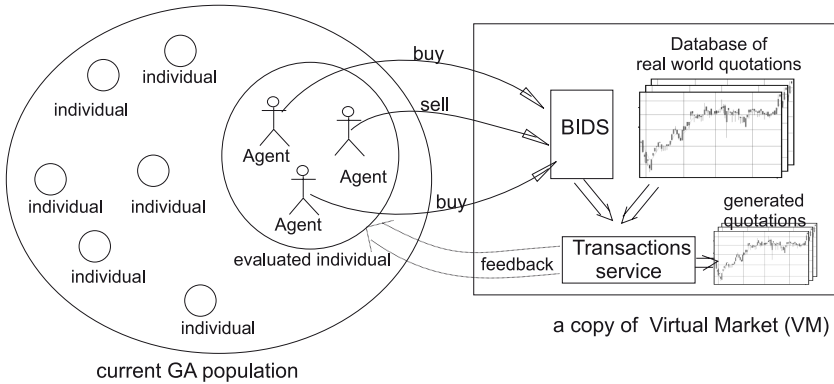 buy
Database of
real world quotations
individual
individual
sell
BIDS
Agent
Agent
individual
individual
Agent
buy
generated
quotations
individual
evaluated individual
feedback
Transactions
service
individual
a copy of Virtual Market (VM)
current GA population